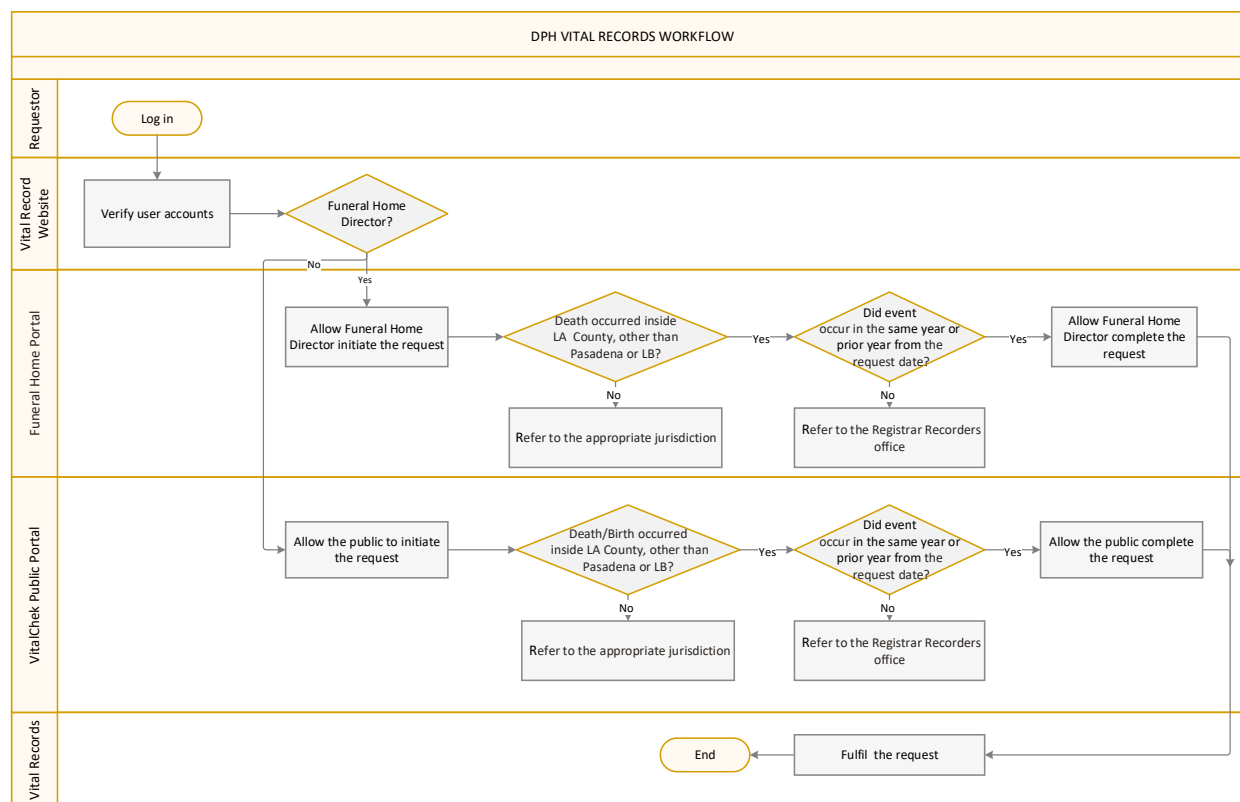 DPH VITAL RECORDS WORKFLOW
Requestor
Log in
Vital Record
Website
Verify user accounts
Funeral Home
Director?
No
Yes
Funeral Home Portal
Allow Funeral Home
Director initiate the request
Death occurred inside
LA County, other than
Pasadena or LB?
Yes
Did event
occur in the same year or
prior year from the
request date?
Yes
Allow Funeral Home
Director complete the
request
No
No
Refer to the appropriate jurisdiction
Refer to the Registrar Recorders
office
VitalChek Public Portal
Allow the public to initiate
the request
Death/Birth occurred
inside LA County, other than
Pasadena or LB?
Yes
Did event
occur in the same year or
prior year from the
request date?
Yes
Allow the public complete
the request
No
No
Refer to the appropriate jurisdiction
Refer to the Registrar Recorders
office
Vital Records
End
Fulfil the request